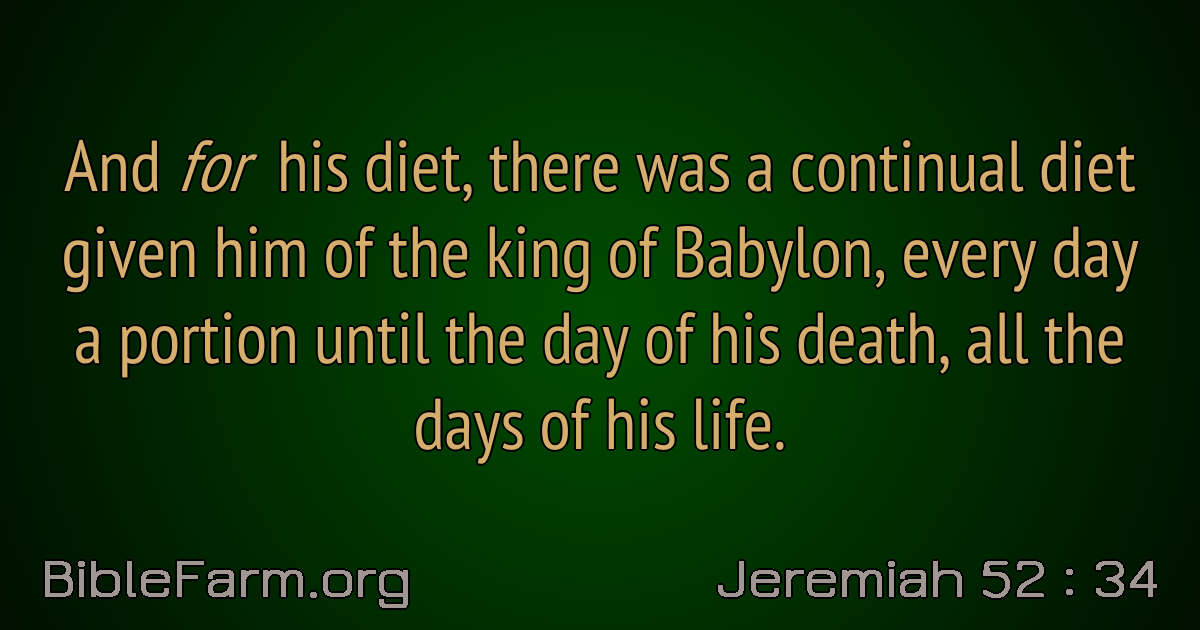 And for his diet, there was a continual diet
given him of the king of Babylon, every day
a portion until the day of his death, all the
days of his life.
BibleFarm.org
Jeremiah 52 : 34